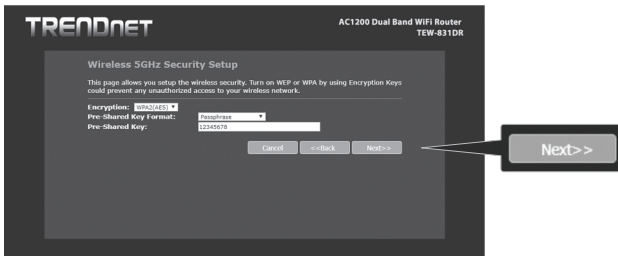 TRENDNET
AC1200 Dual Band WiFi Router
TEW-831DR
Wireless 5GHz Security Setup
This page allows you setup the wireless security. Turn on WEP or WPA by using Encryption Keys
could prevent any unauthorized access to your wireless network.
Encryption: WPA2(AES)
Pre-Shared Key Format: Passphrase
Pre-Shared Key: 12345678
Cancel <<Back Next>>
Next>>